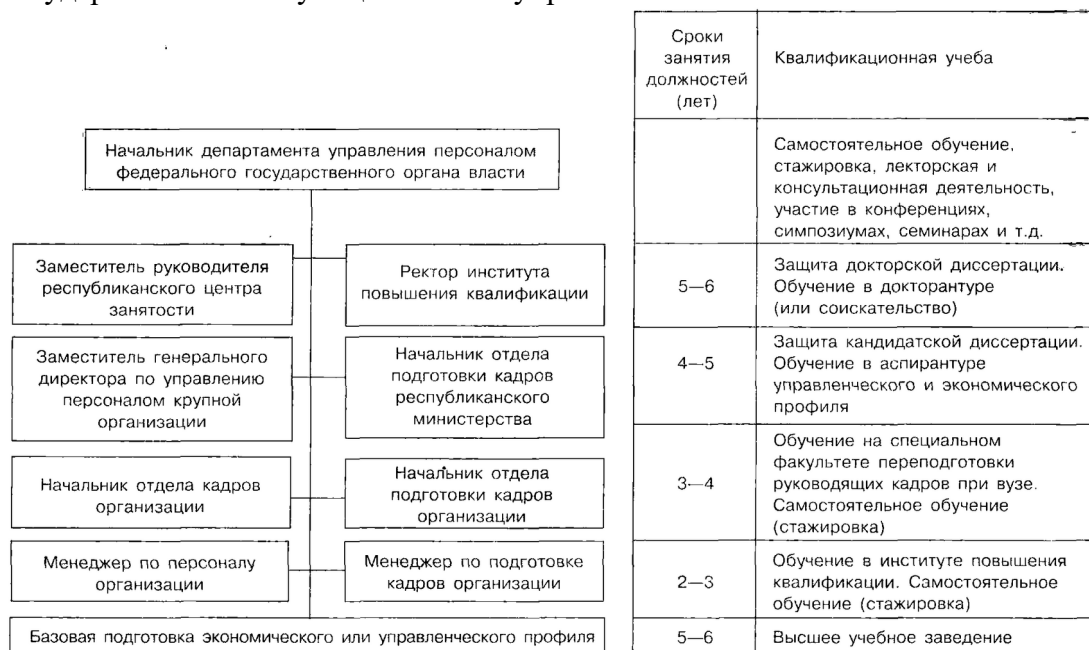 Сроки
занятия
должностей
(лет)
Квалификационная учеба
Начальник департамента управления персоналом
федерального государственного органа власти
Самостоятельное обучение,
стажировка, лекторская и
консультационная деятельность,
участие в конференциях,
симпозиумах, семинарах и т.д.
Заместитель руководителя
республиканского центра
занятости
Ректор института
повышения квалификации
5—6
Защита докторской диссертации.
Обучение в докторантуре
(или соискательство)
Заместитель генерального
директора по управлению
персоналом крупной
организации
Начальник отдела
подготовки кадров
республиканского
министерства
4—5
Защита кандидатской диссертации.
Обучение в аспирантуре
управленческого и экономического
профиля
Начальник отдела кадров
организации
Начальник отдела
подготовки кадров
организации
3—4
Обучение на специальном
факультете переподготовки
руководящих кадров при вузе.
Самостоятельное обучение
(стажировка)
Менеджер по персоналу
организации
Менеджер по подготовке
кадров организации
2—3
Обучение в институте повышения
квалификации. Самостоятельное
обучение (стажировка)
Базовая подготовка экономического или управленческого профиля
5—6
Высшее учебное заведение